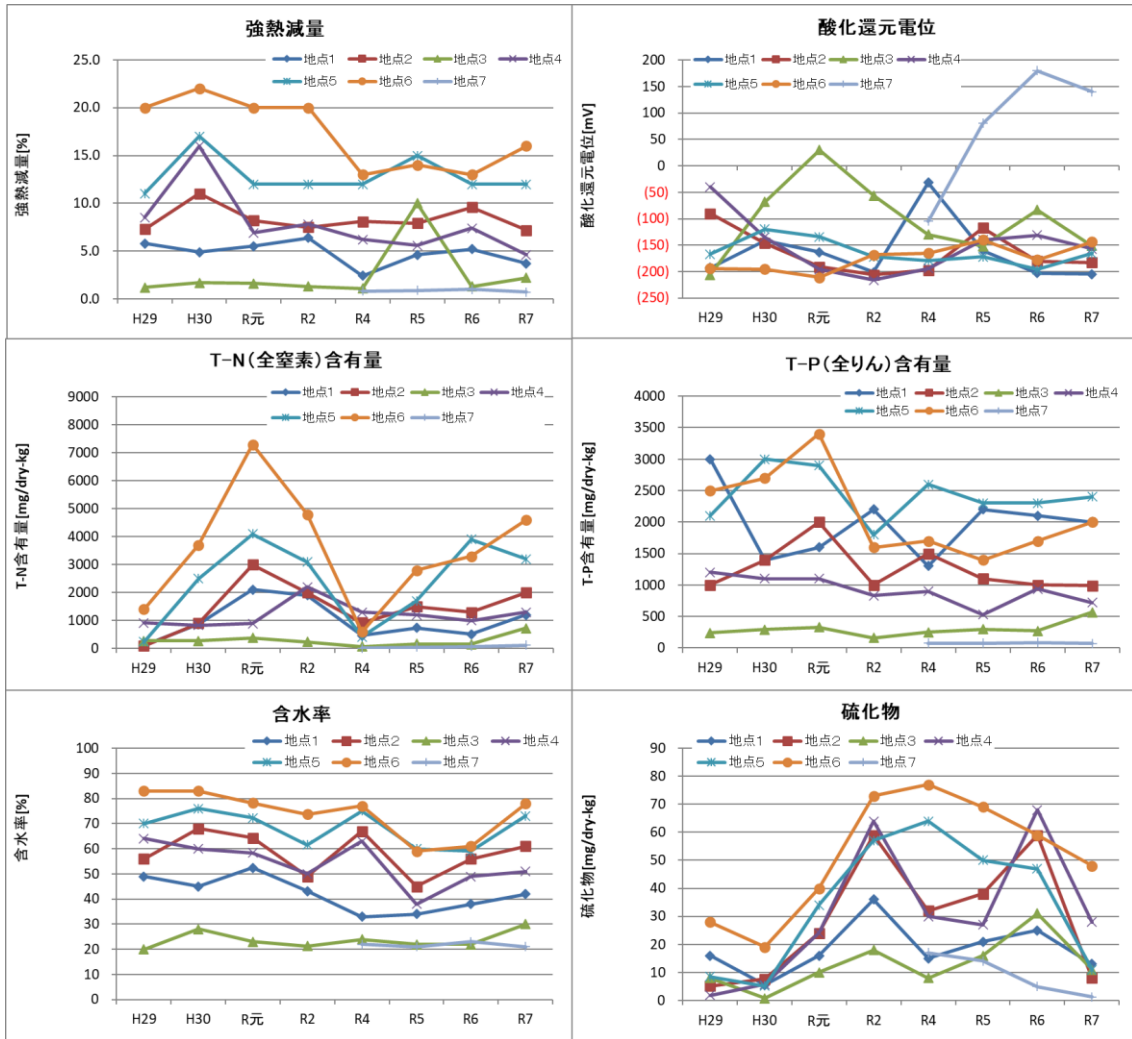 強熱減量
地点1 地点2 地点3 地点4
地点5 地点6 地点7
強熱減量[%]
25.0
20.0
15.0
10.0
5.0
0.0
H29 H30 R元 R2 R4 R5 R6 R7
酸化還元電位
地点1 地点2 地点3 地点4
地点5 地点6 地点7
酸化還元電位[mV]
200
150
100
50
0
(50)
(100)
(150)
(200)
(250)
H29 H30 R元 R2 R4 R5 R6 R7
T-N(全窒素)含有量
地点1 地点2 地点3 地点4
地点5 地点6 地点7
T-N含有量[mg/dry-kg]
9000
8000
7000
6000
5000
4000
3000
2000
1000
0
H29 H30 R元 R2 R4 R5 R6 R7
T-P(全りん)含有量
地点1 地点2 地点3 地点4
地点5 地点6 地点7
T-P含有量[mg/dry-kg]
4000
3500
3000
2500
2000
1500
1000
500
0
H29 H30 R元 R2 R4 R5 R6 R7
含水率
地点1 地点2 地点3 地点4
地点5 地点6 地点7
含水率[%]
100
90
80
70
60
50
40
30
20
10
0
H29 H30 R元 R2 R4 R5 R6 R7
硫化物
地点1 地点2 地点3 地点4
地点5 地点6 地点7
硫化物[mg/dry-kg]
90
80
70
60
50
40
30
20
10
0
H29 H30 R元 R2 R4 R5 R6 R7